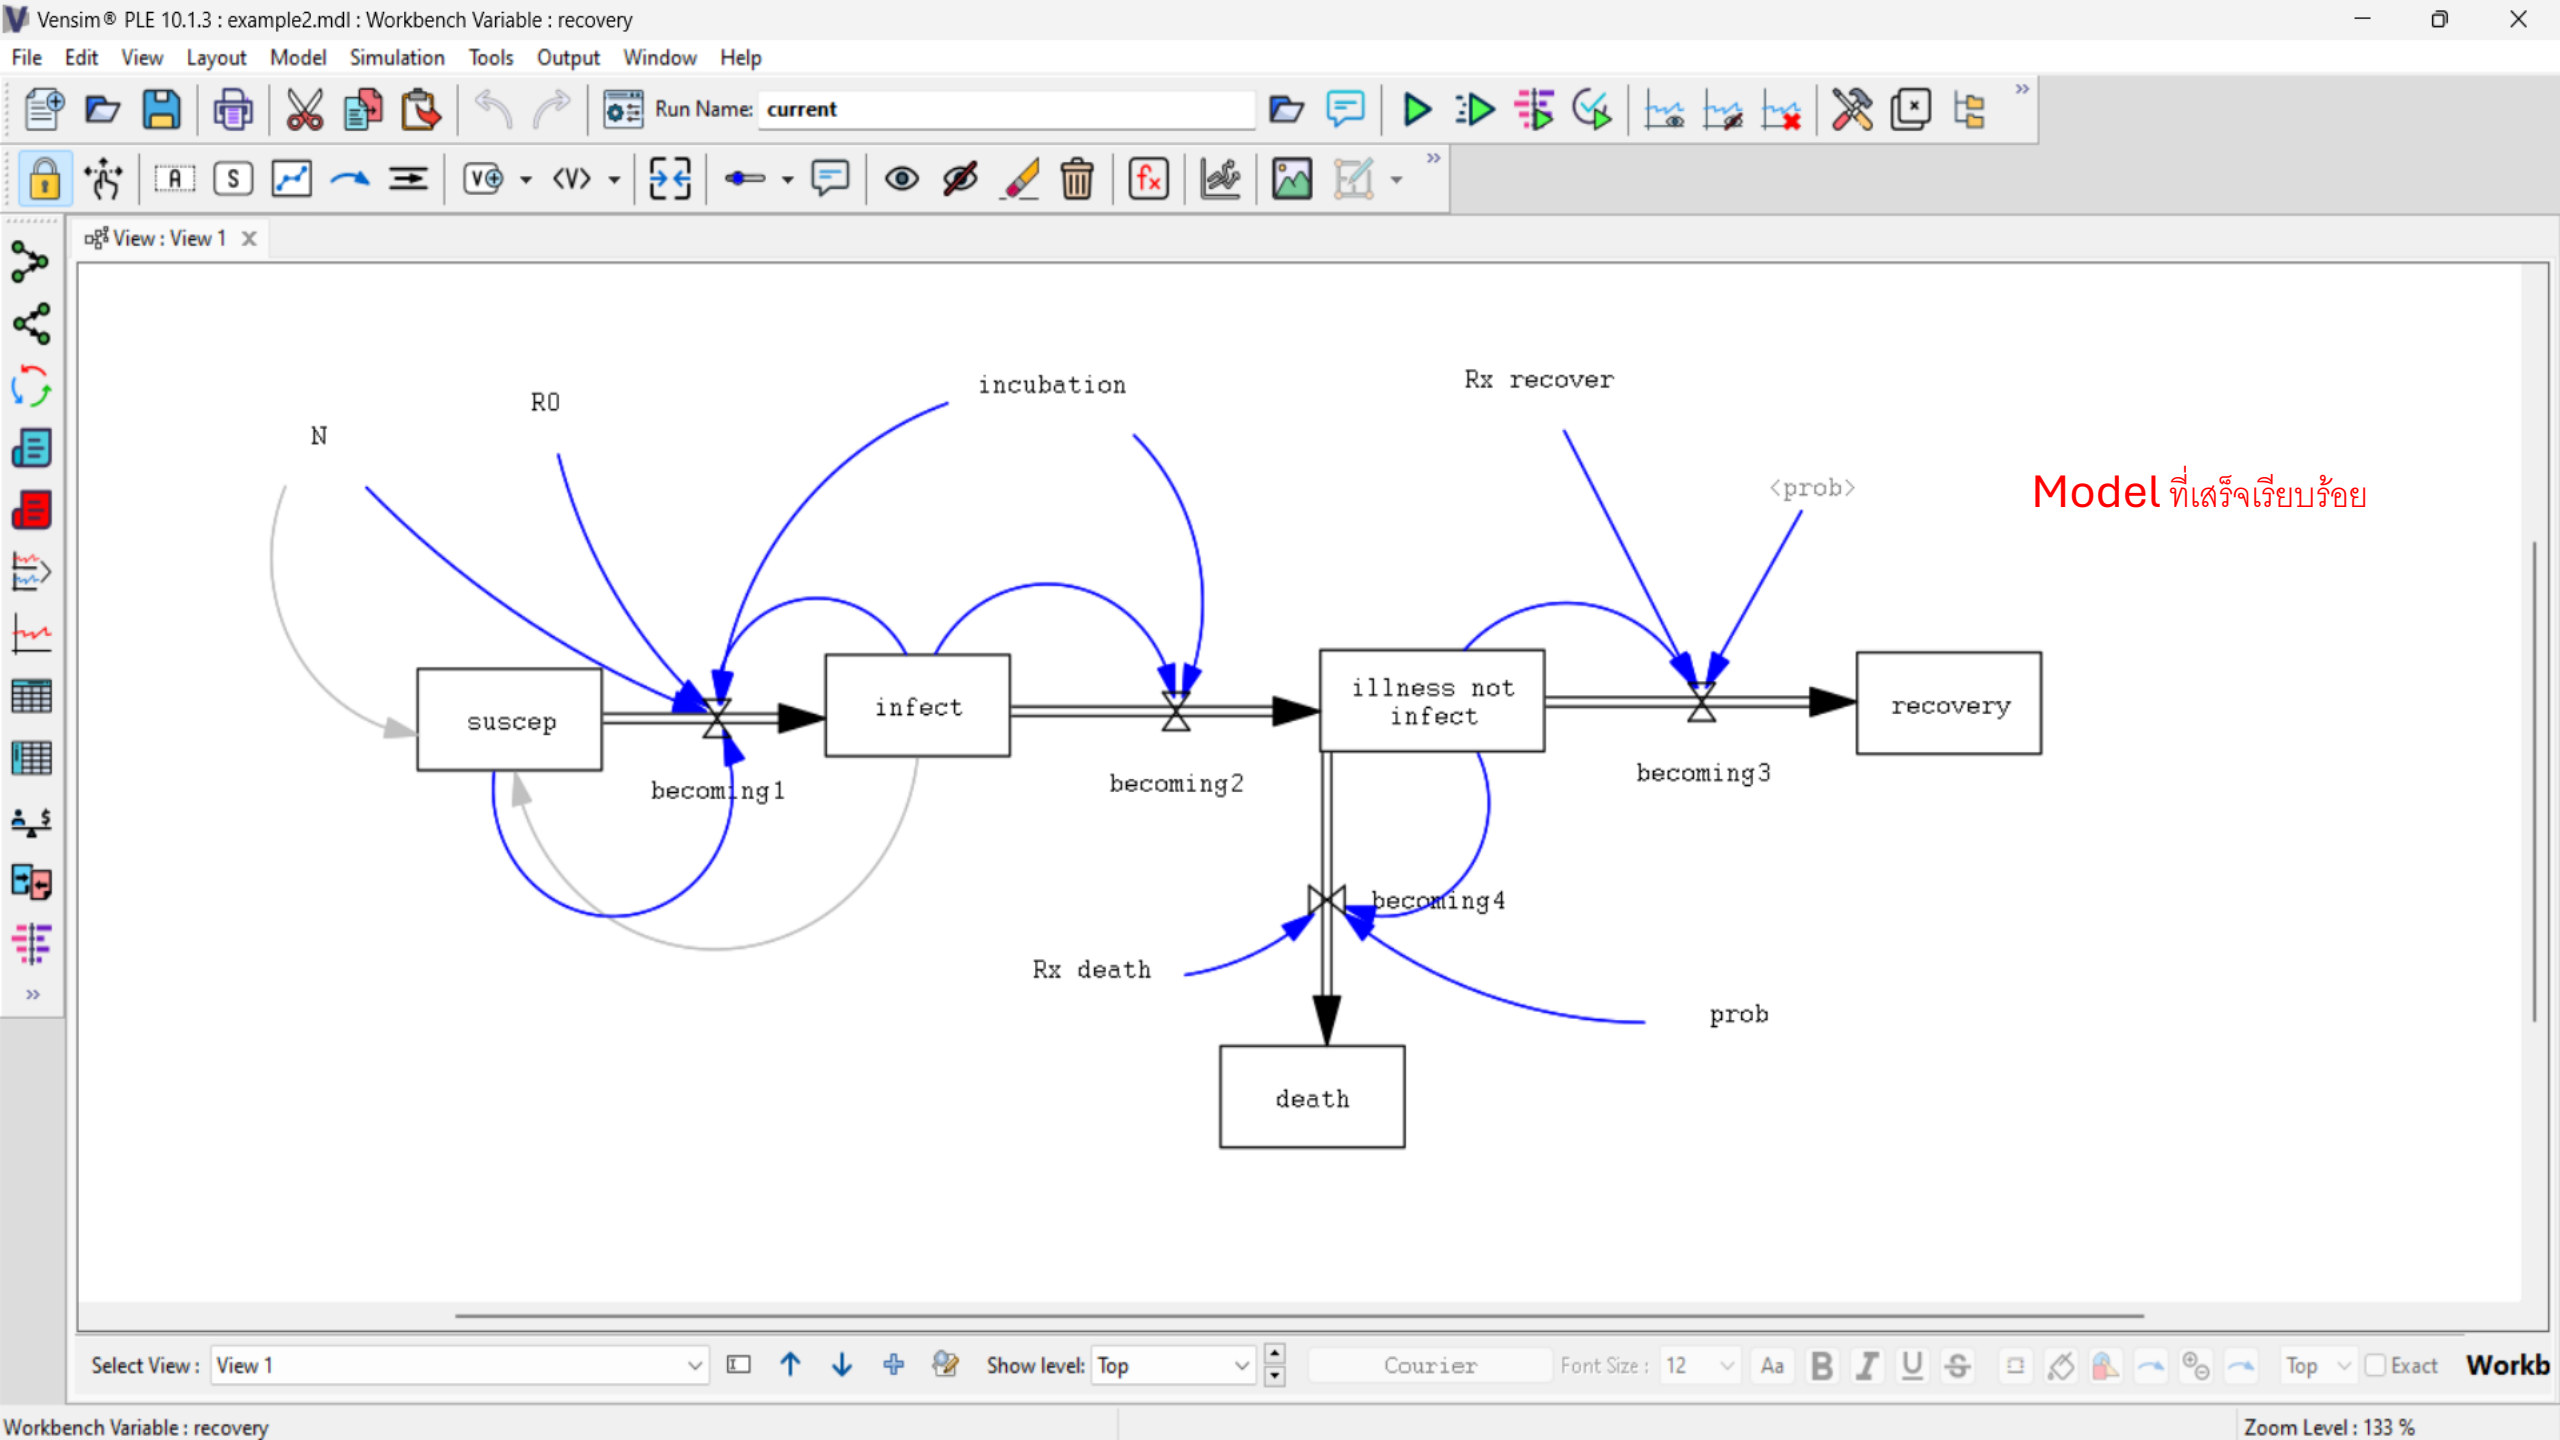 Vensim® PLE 10.1.3 : example2.mdl : Workbench Variable : recovery
File Edit View Layout Model Simulation Tools Output Window Help
Run Name: current
View : View 1
incubation
Rx recover
R0
N
<prob>
Model ที่เสร็จเรียบร้อย
suscep
infect
illness not
infect
recovery
becoming1
becoming2
becoming3
becoming4
Rx death
prob
death
Select View : View 1 Show level: Top Courier Font Size : 12 Aa B I U S Top Exact Workb
Workbench Variable : recovery
Zoom Level : 133 %